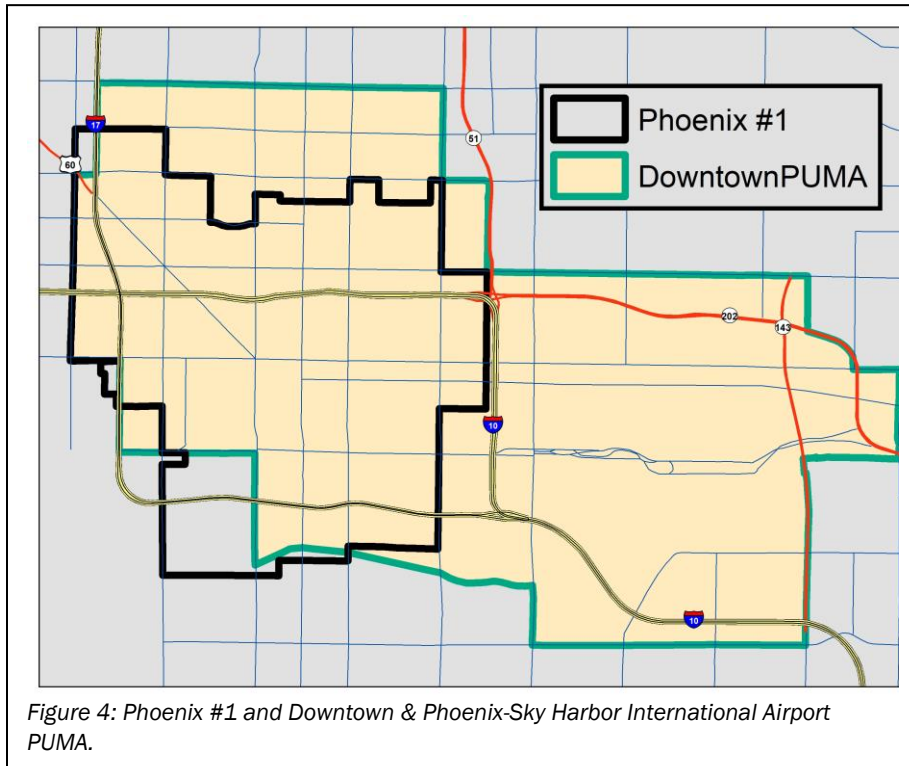 17
60
51
Phoenix #1
DowntownPUMA
202
143
10
10
Figure 4: Phoenix #1 and Downtown & Phoenix-Sky Harbor International Airport
PUMA.